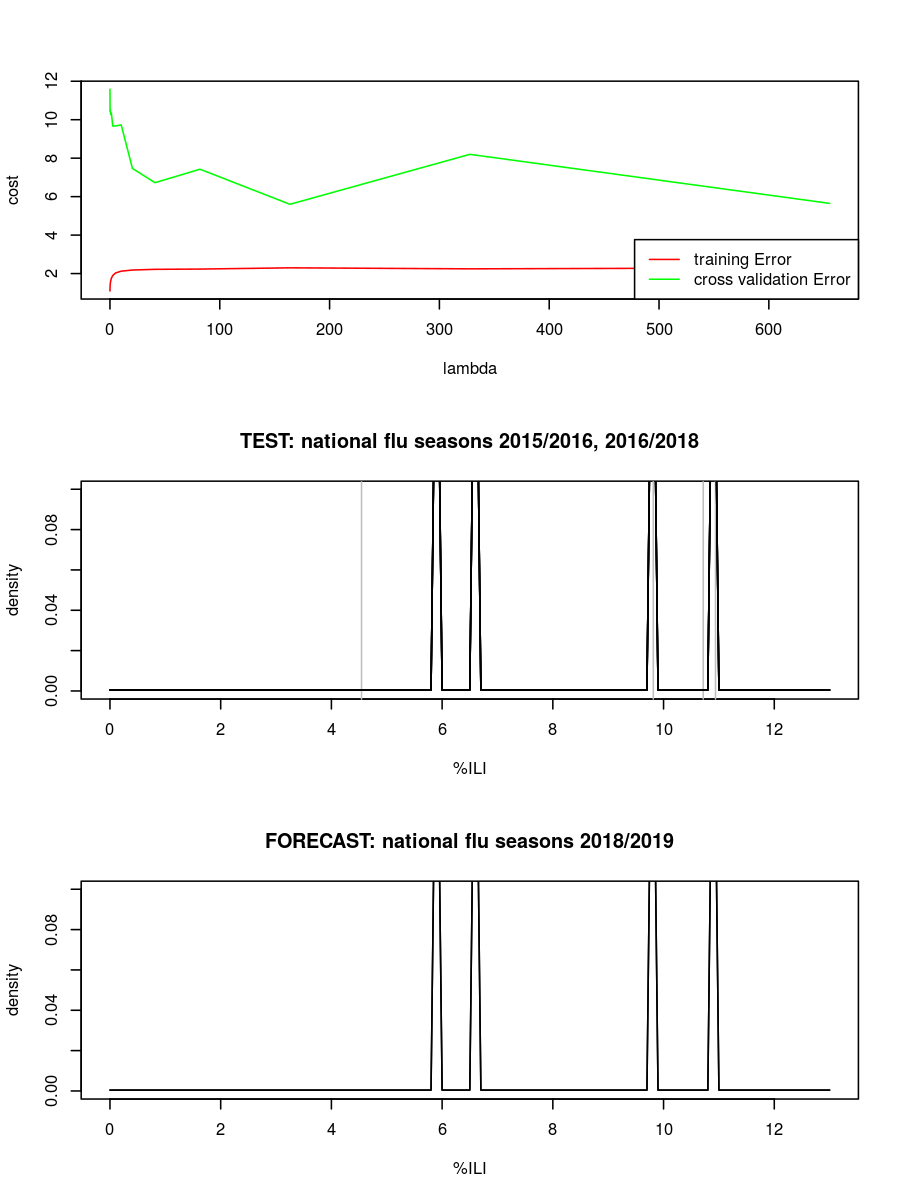 12
10
8
6
4
2
cost
training Error
cross validation Error
0 100 200 300 400 500 600
lambda
TEST: national flu seasons 2015/2016, 2016/2018
0.08
0.04
0.00
density
0 2 4 6 8 10 12
%ILI
FORECAST: national flu seasons 2018/2019
0.08
0.04
0.00
density
0 2 4 6 8 10 12
%ILI